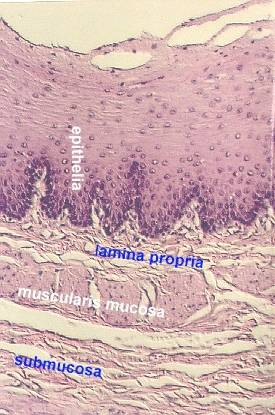 epithelia
lamina propria
muscularis mucosa
submucosa